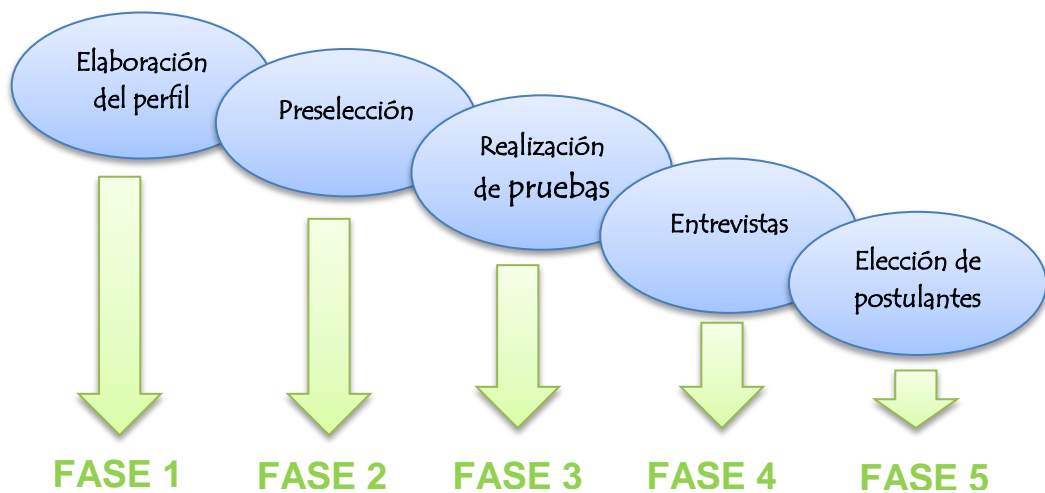 Elaboración
del perfil
Preselección
Realización
de pruebas
Entrevistas
Elección de
postulantes
FASE 1
FASE 2
FASE 3
FASE 4
FASE 5